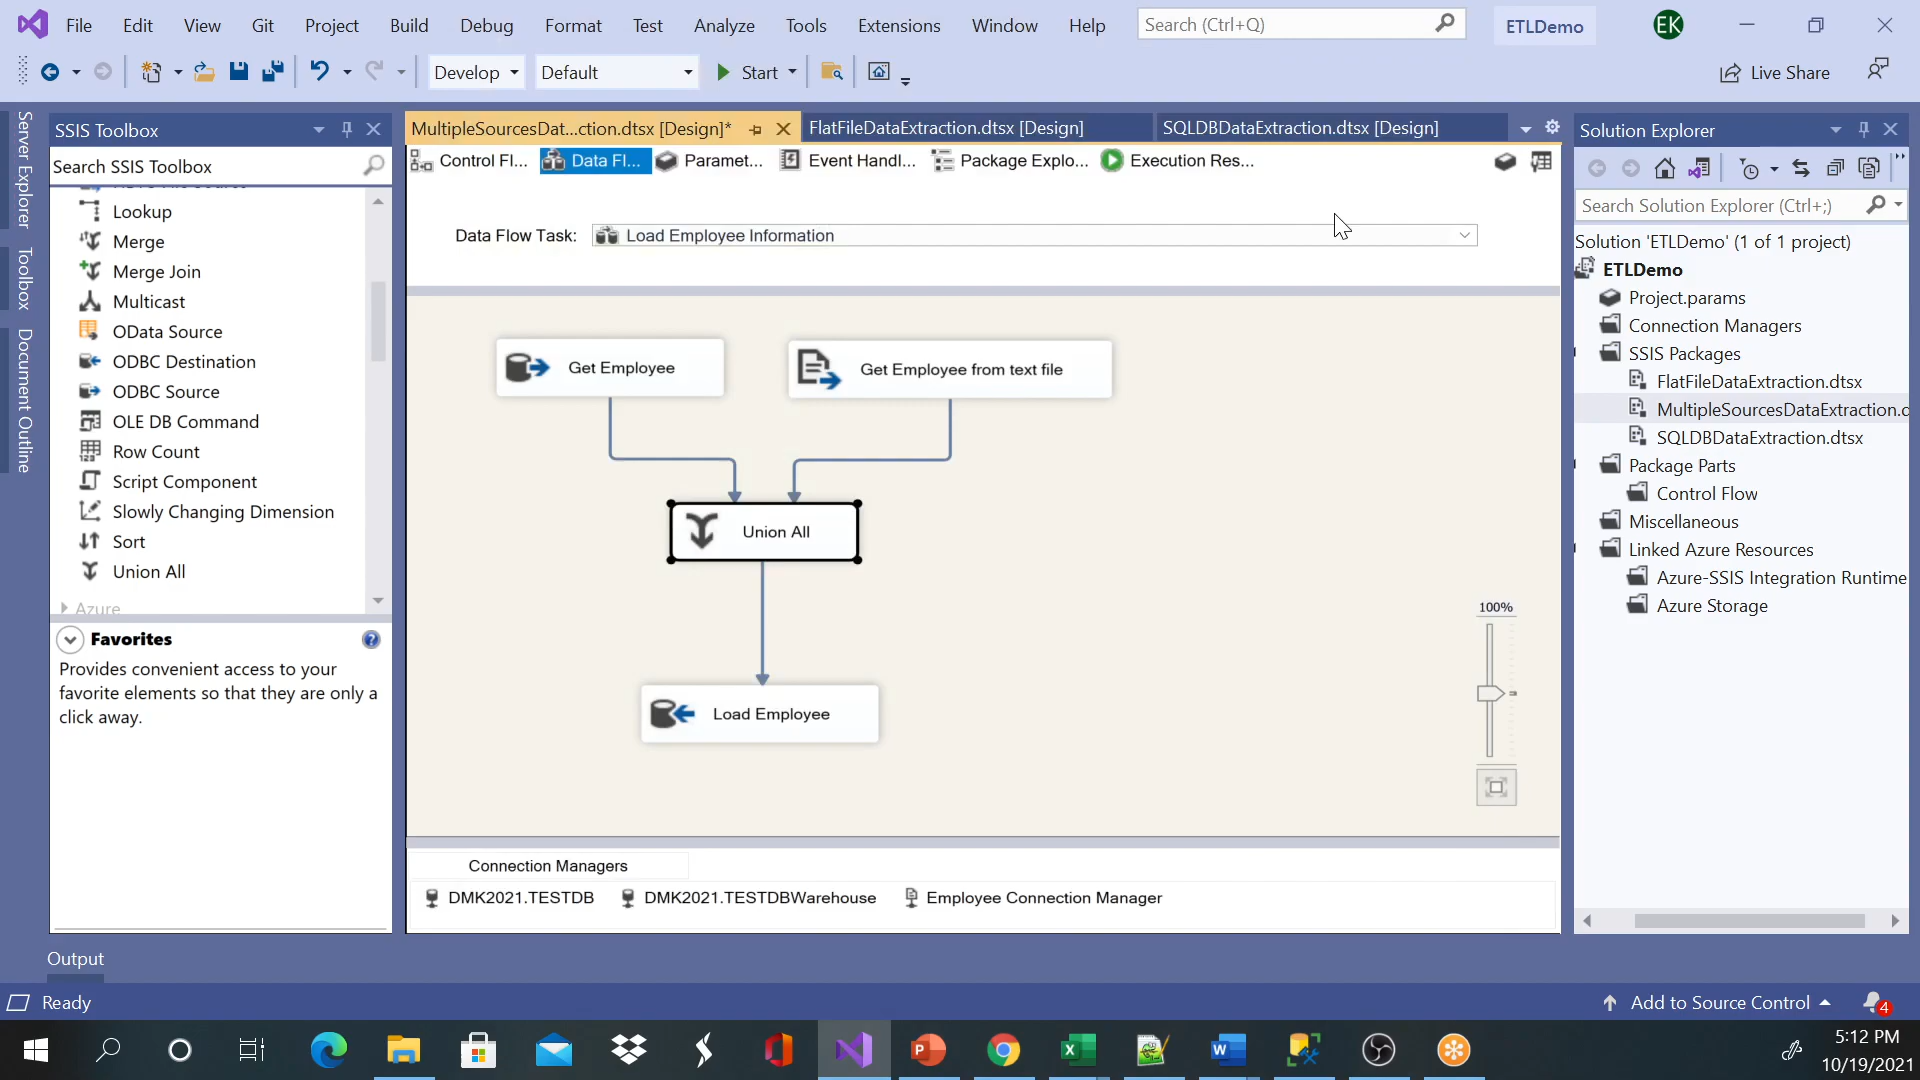 File Edit View Git Project Build Debug Format Test Analyze Tools Extensions Window Help Search (Ctrl+Q) ETLDemo EK
Develop Default Start Live Share
Server Explorer
Toolbox
Document Outline
SSIS Toolbox
Search SSIS Toolbox
Lookup
Merge
Merge Join
Multicast
OData Source
ODBC Destination
ODBC Source
OLE DB Command
Row Count
Script Component
Slowly Changing Dimension
Sort
Union All
Azure
Favorites
Provides convenient access to your
favorite elements so that they are only a
click away.
MultipleSourcesDat...ction.dtsx [Design]* FlatFileDataExtraction.dtsx [Design] SQLDBDataExtraction.dtsx [Design]
Control Fl... Data Fl... Paramet... Event Handl... Package Explo... Execution Res...
Data Flow Task: Load Employee Information
Get Employee Get Employee from text file
Union All
Load Employee
100%
Connection Managers
DMK2021.TESTDB DMK2021.TESTDBWarehouse Employee Connection Manager
Solution Explorer
Search Solution Explorer (Ctrl+;)
Solution 'ETLDemo' (1 of 1 project)
ETLDemo
Project.params
Connection Managers
SSIS Packages
FlatFileDataExtraction.dtsx
MultipleSourcesDataExtraction.d
SQLDBDataExtraction.dtsx
Package Parts
Control Flow
Miscellaneous
Linked Azure Resources
Azure-SSIS Integration Runtime
Azure Storage
Output
Ready Add to Source Control 4
5:12 PM
10/19/2021